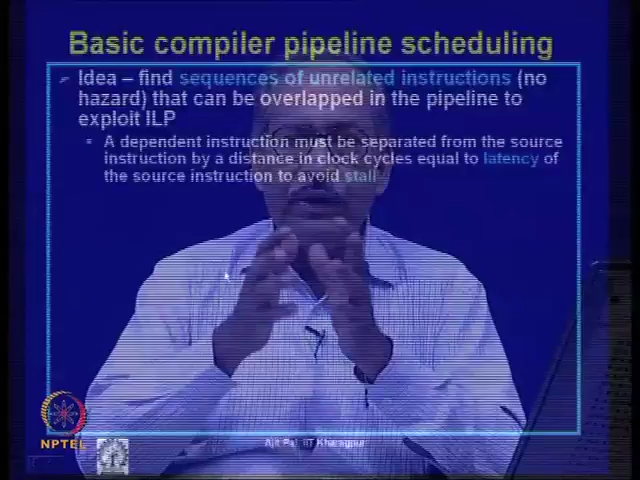 Basic compiler pipeline scheduling
Idea – find sequences of unrelated instructions (no
hazard) that can be overlapped in the pipeline to
exploit ILP
A dependent instruction must be separated from the source
instruction by a distance in clock cycles equal to latency of
the source instruction to avoid stall
NPTEL
Ajit Pal, IIT Kharagpur